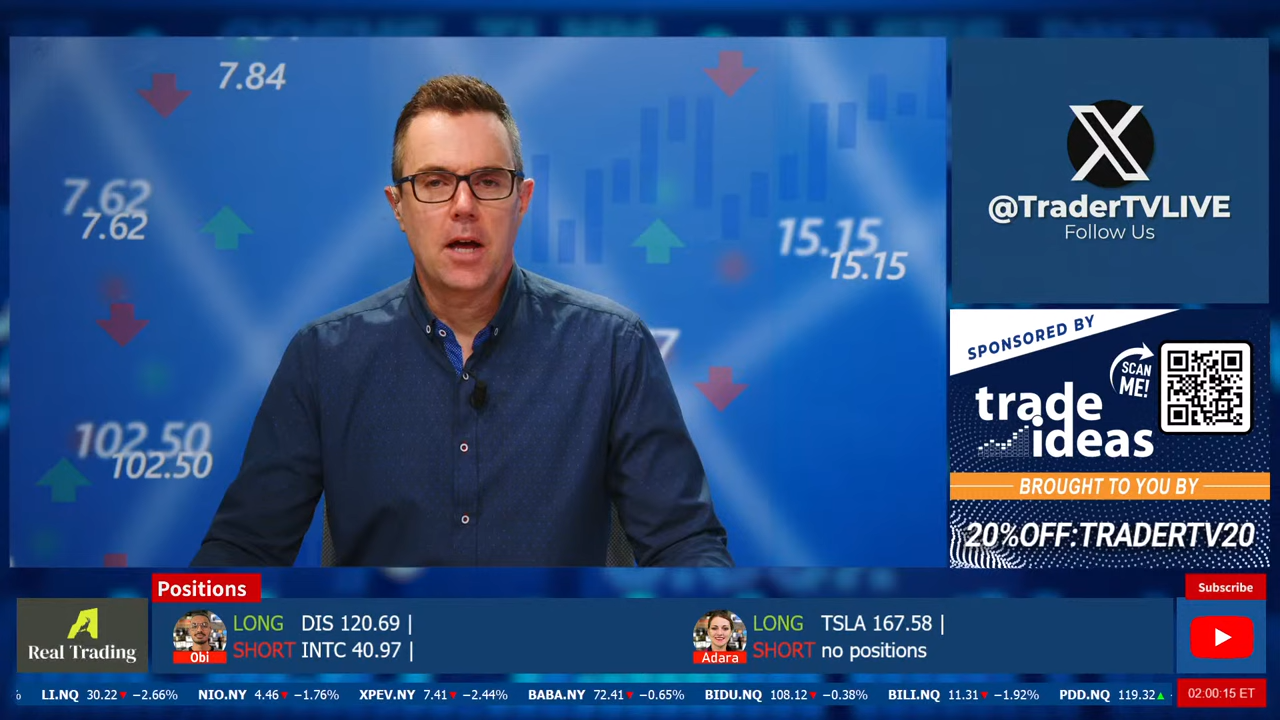 7.84
7.62
7.62
15.15
15.15
7
102.50
102.50
@TraderTVLIVE
Follow Us
SPONSORED BY
SCAN
ME!
trade
ideas
BROUGHT TO YOU BY
20%OFF:TRADERTV20
Positions
Subscribe
Real Trading
Obi
LONG DIS 120.69 |
SHORT INTC 40.97 |
Adara
LONG TSLA 167.58 |
SHORT no positions
% LI.NQ 30.22▼ −2.66% NIO.NY 4.46▼ −1.76% XPEV.NY 7.41▼ −2.44% BABA.NY 72.41▼ −0.65% BIDU.NQ 108.12▼ −0.38% BILI.NQ 11.31▼ −1.92% PDD.NQ 119.32▲
02:00:15 ET